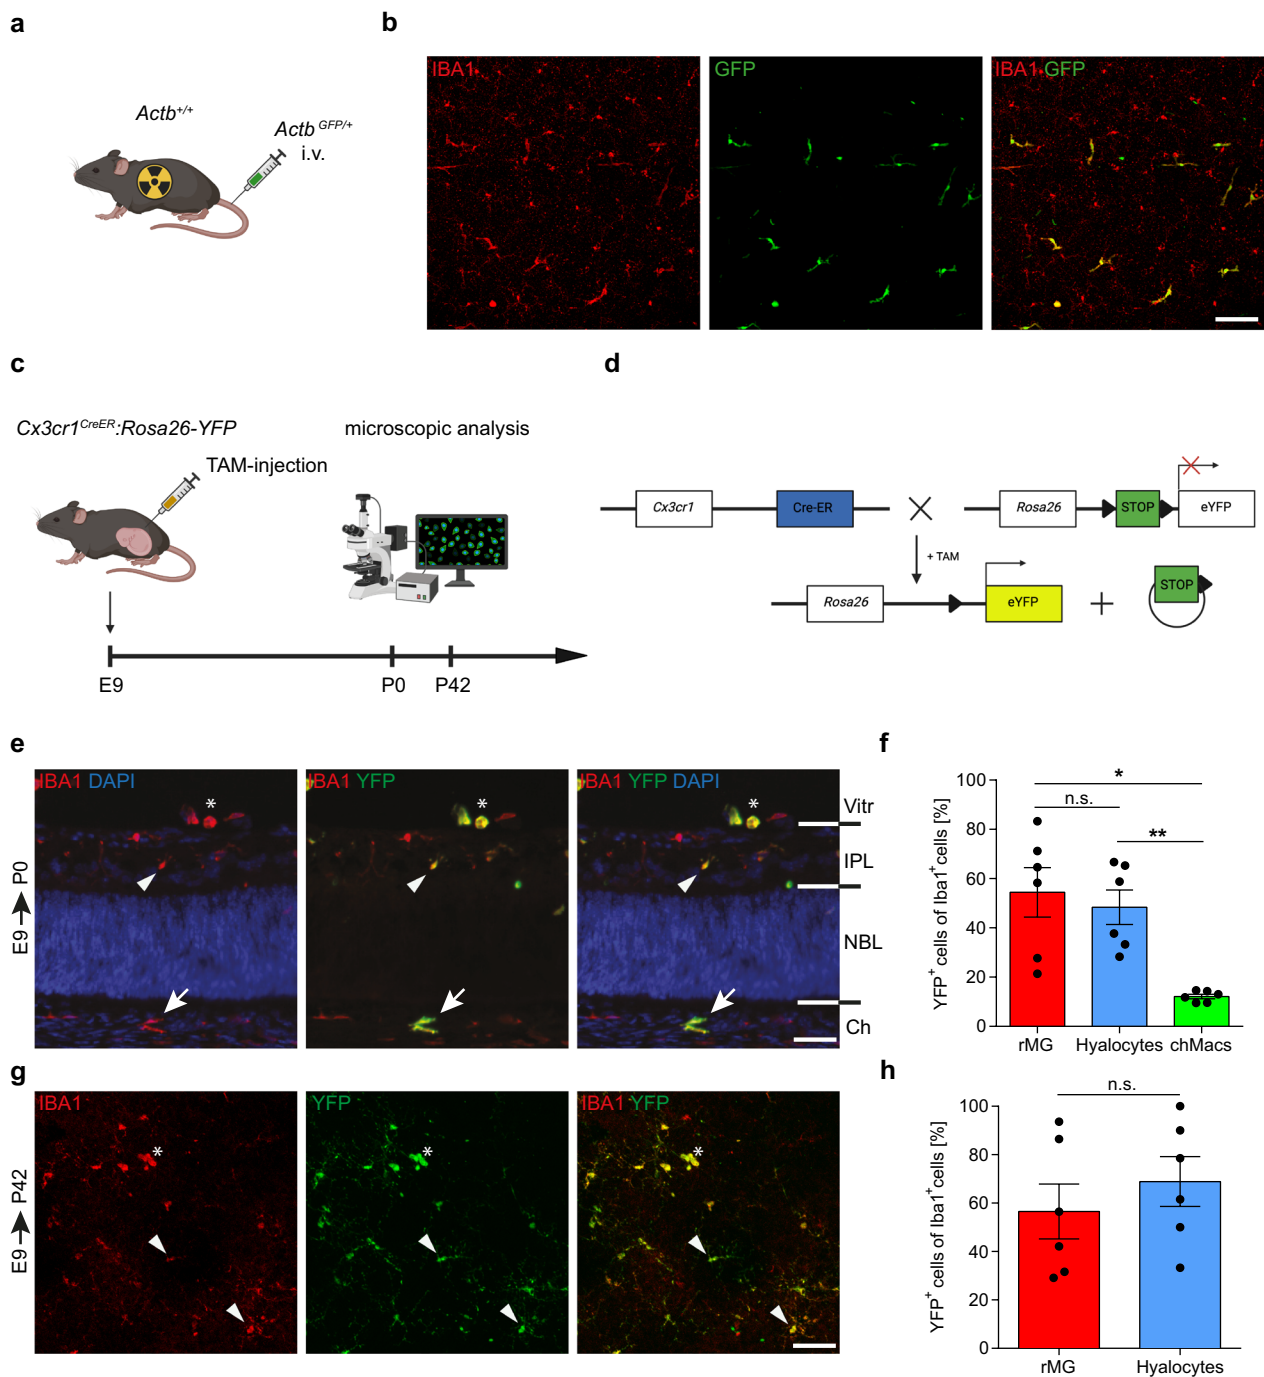 a
Actb+/+
Actb GFP/+
i.v.
b
IBA1
GFP
IBA1 GFP
c
Cx3cr1CreER:Rosa26-YFP
microscopic analysis
TAM-injection
E9
P0
P42
d
Cx3cr1
Cre-ER
Rosa26
STOP
eYFP
+ TAM
Rosa26
eYFP
+
STOP
e
E9 P0
IBA1 DAPI
*
IBA1 YFP
*
IBA1 YFP DAPI
*
Vitr
IPL
NBL
Ch
f
YFP+ cells of Iba1+cells [%]
100
80
60
40
20
0
*
n.s.
**
rMG
Hyalocytes
chMacs
g
E9 P42
IBA1
*
YFP
*
IBA1 YFP
*
h
YFP+ cells of Iba1+cells [%]
100
80
60
40
20
0
n.s.
rMG
Hyalocytes